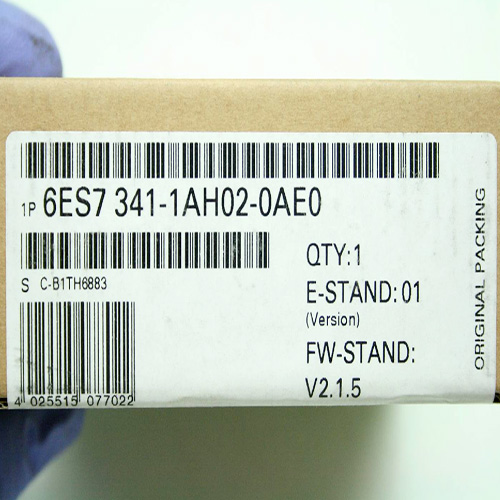 1P 6ES7 341-1AH02-0AE0
S C-B1TH6883
QTY:1
E-STAND: 01
(Version)
FW-STAND:
V2.1.5
4 025515 077022
ORIGINAL PACKING